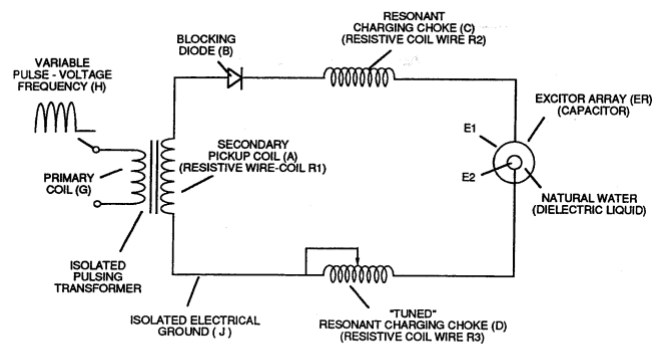 RESONANT
CHARGING CHOKE (C)
(RESISTIVE COIL WIRE R2)
BLOCKING
DIODE (B)
VARIABLE
PULSE - VOLTAGE
FREQUENCY (H)
EXCITOR ARRAY (ER)
(CAPACITOR)
E1
SECONDARY
PICKUP COIL (A)
(RESISTIVE WIRE-COIL R1)
PRIMARY
COIL (G)
E2
NATURAL WATER
(DIELECTRIC LIQUID)
ISOLATED
PULSING
TRANSFORMER
ISOLATED ELECTRICAL
GROUND ( J )
"TUNED"
RESONANT CHARGING CHOKE (D)
(RESISTIVE COIL WIRE R3)